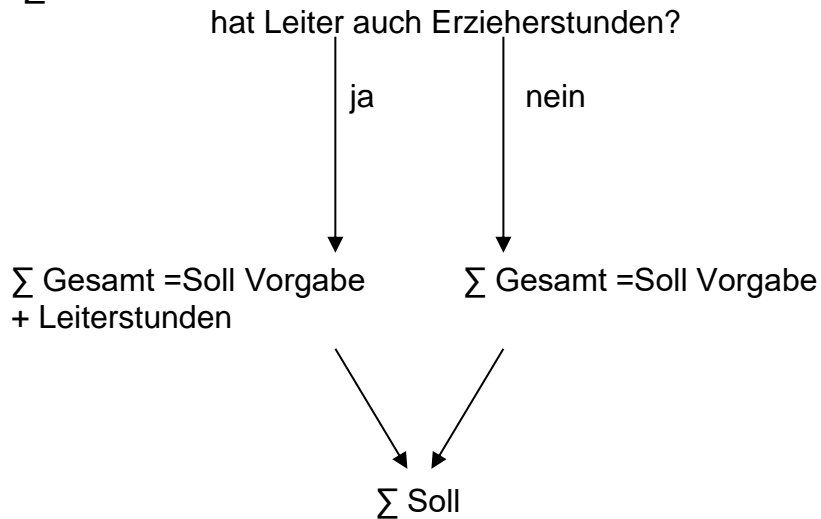 ∑
hat Leiter auch Erzieherstunden?
ja
nein
∑ Gesamt =Soll Vorgabe
+ Leiterstunden
∑ Gesamt =Soll Vorgabe
∑ Soll